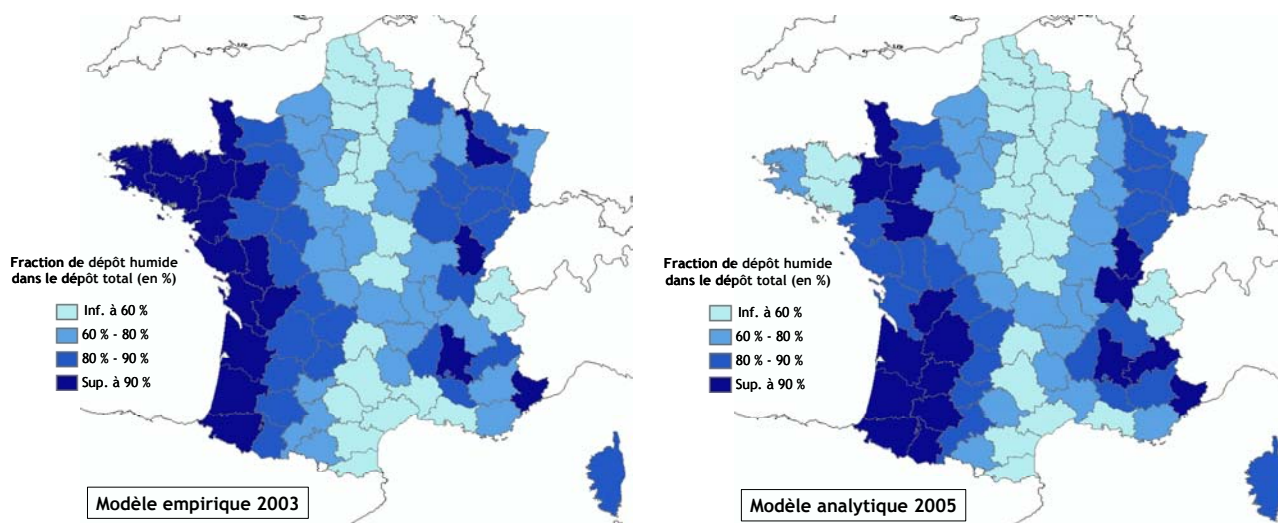 Fraction de dépôt humide
dans le dépôt total (en %)
Inf. à 60 %
60 % - 80 %
80 % - 90 %
Sup. à 90 %
Modèle empirique 2003
Fraction de dépôt humide
dans le dépôt total (en %)
Inf. à 60 %
60 % - 80 %
80 % - 90 %
Sup. à 90 %
Modèle analytique 2005